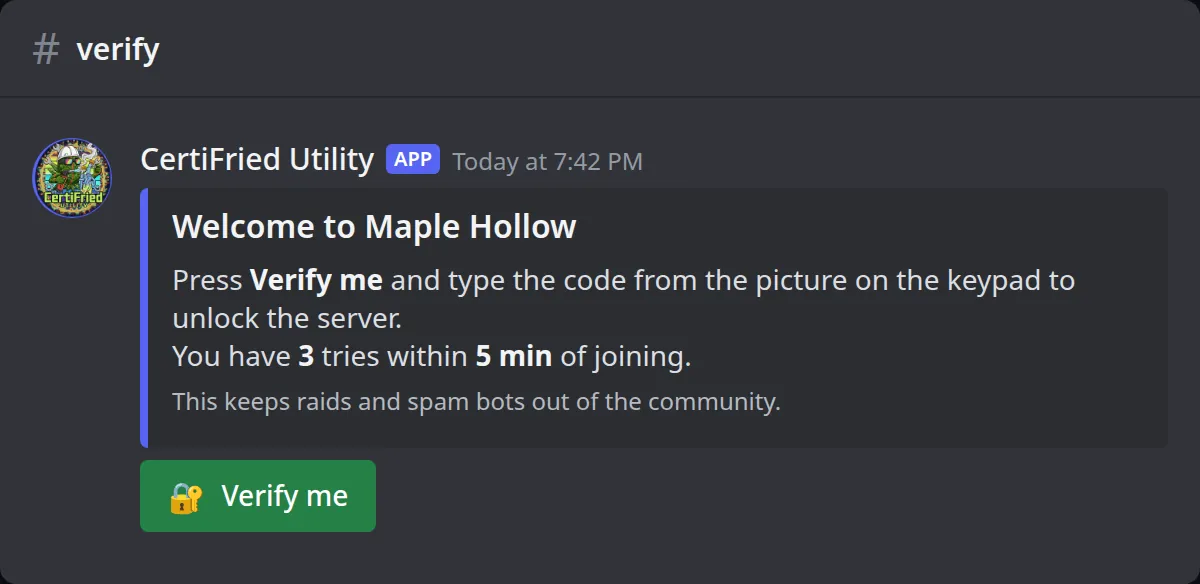 # verify
CertiFried Utility APP Today at 7:42 PM
CertiFried
Welcome to Maple Hollow
Press Verify me and type the code from the picture on the keypad to
unlock the server.
You have 3 tries within 5 min of joining.
This keeps raids and spam bots out of the community.
Verify me